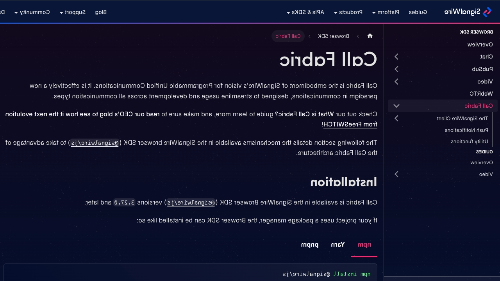 SignalWire
Guides Platform Products APIs & SDKs Blog Support Community
BROWSER SDK
Overview
Chat
PubSub
Video
WebRTC
Call Fabric
The SignalWire Client
Push Notifications
Utility functions
GUIDES
Overview
Video
Browser SDK Call Fabric
Call Fabric
Call Fabric is the embodiment of SignalWire's vision for Programmable Unified Communications. It is effectively a new
paradigm in communications, designed to streamline usage and development across all communication types.
Check out our What is Call Fabric? guide to learn more, and make sure to read our CEO's blog to see how it is the next evolution
from FreeSWITCH!
The following section details the mechanisms available in the SignalWire Browser SDK (@signalwire/js) to take advantage of
the Call Fabric architecture.
Installation
Call Fabric is available in the SignalWire Browser SDK (@signalwire/js) versions and later.
If your project uses a package manager, the Browser SDK can be installed like so:
npm Yarn pnpm
npm install @signalwire/js